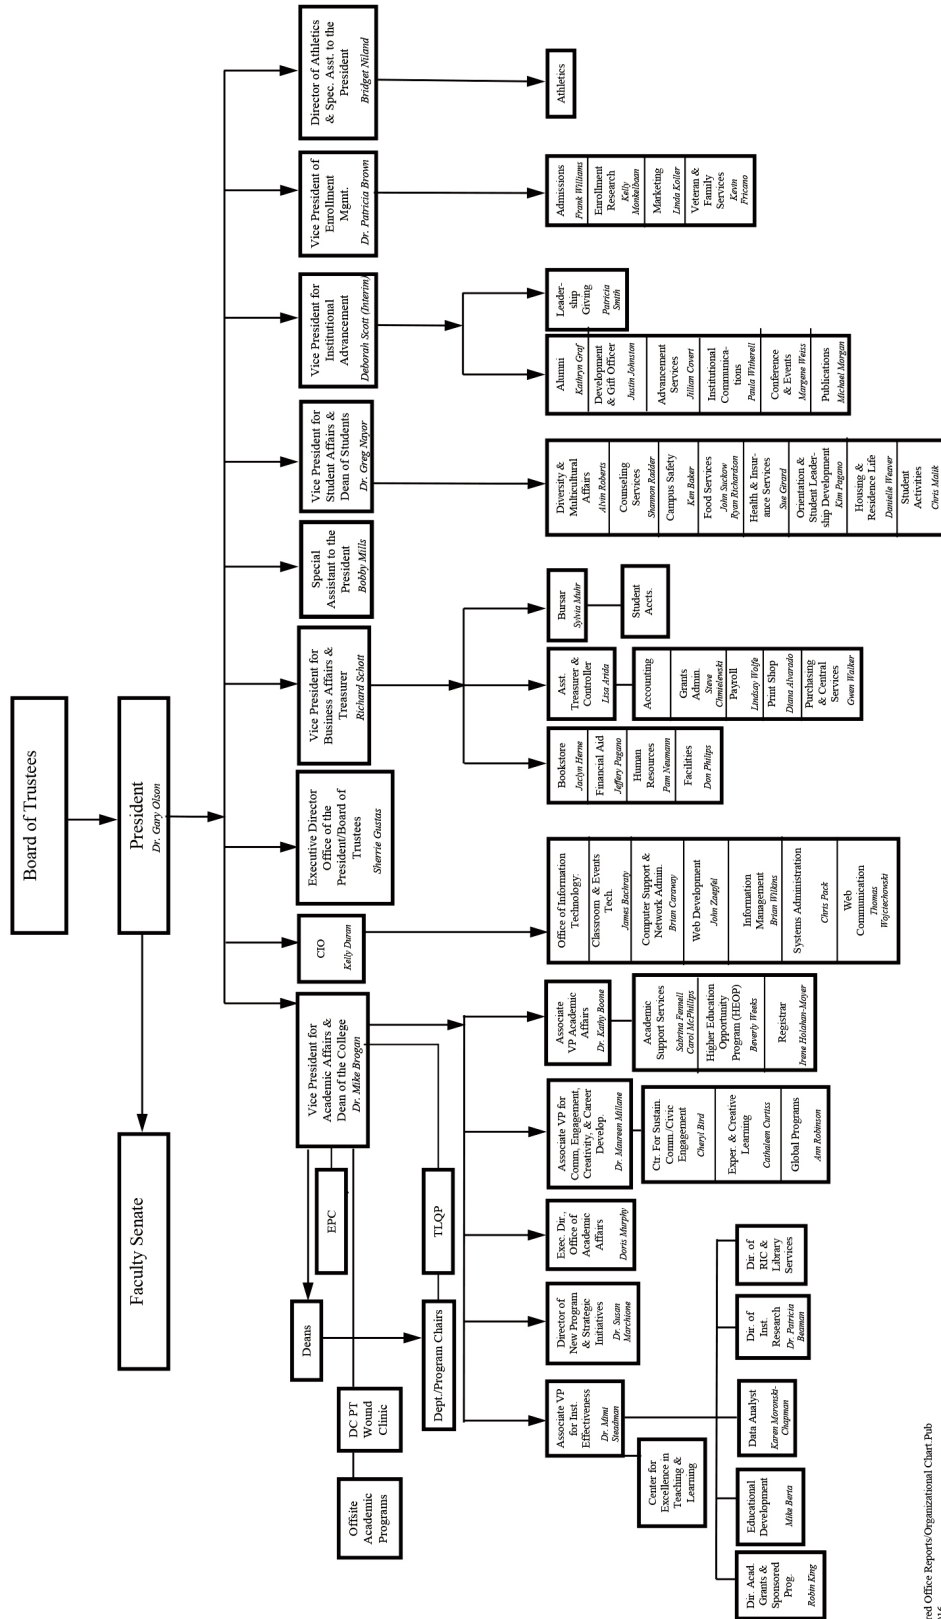 Board of Trustees
President
Dr. Gary Olson
Faculty Senate
Vice President for
Academic Affairs &
Dean of the College
Dr. Mike Brogan
CIO
Kelly Duran
Executive Director
Office of the
President/Board of
Trustees
Sherrie Gustas
Vice President for
Business Affairs &
Treasurer
Richard Schott
Special
Assistant to the
President
Bobby Mills
Vice President for
Student Affairs &
Dean of Students
Dr. Greg Nayor
Vice President for
Institutional
Advancement
Deborah Scott (Interim)
Vice President of
Enrollment
Mgmt.
Dr. Patricia Brown
Director of Athletics
& Spec. Asst. to the
President
Bridget Niland
Deans
EPC
DC PT
Wound
Clinic
Offsite
Academic
Programs
Dept./Program Chairs
TLQP
Associate VP
for Inst.
Effectiveness
Dr. Mimi
Steadman
Director of
New Program
& Strategic
Initiatives
Dr. Susan
Marchione
Exec. Dir.,
Office of
Academic
Affairs
Doris Murphy
Associate VP for
Comm. Engagement,
Creativity, & Career
Develop.
Dr. Maureen Millane
Associate
VP Academic
Affairs
Dr. Kathy Boone
Office of Information
Technology:
Classroom & Events
Tech.
James Bachraty
Computer Support &
Network Admin.
Brian Caraway
Web Development
John Zoepfel
Information
Management
Brian Wilkins
Systems Administration
Chris Pack
Web
Communication
Thomas
Wojciechowski
Bookstore
Jaclyn Herne
Financial Aid
Jeffery Pagano
Human
Resources
Pam Neumann
Facilities
Don Philips
Asst.
Treasurer &
Controller
Lisa Arida
Bursar
Sylvia Muhr
Diversity &
Multicultural
Affairs
Alvin Roberts
Counseling
Services
Shannon Radder
Campus Safety
Ken Baker
Food Services
John Suckow
Ryan Richardson
Health & Insur-
ance Services
Sue Girard
Orientation &
Student Leader-
ship Development
Kim Pagano
Housing &
Residence Life
Danielle Weaver
Student
Activities
Chris Malik
Alumni
Kathryn Graf
Development
& Gift Officer
Justin Johnston
Advancement
Services
Jillian Covert
Institutional
Communica-
tions
Paula Witherell
Conference
& Events
Margene Weiss
Publications
Michael Morgan
Leader-
ship
Giving
Patricia
Smith
Admissions
Frank Williams
Enrollment
Research
Kelly
Monkelbaan
Marketing
Linda Koller
Veteran &
Family
Services
Kevin
Fricano
Athletics
Center for
Excellence in
Teaching &
Learning
Ctr. For Sustain.
Comm./Civic
Engagement
Cheryl Bird
Exper. & Creative
Learning
Cathaleen Curtiss
Global Programs
Ann Robinson
Academic
Support Services
Sabrina Fennell
Carol McPhillips
Higher Education
Opportunity
Program (HEOP)
Beverly Weeks
Registrar
Irene Holahan-Moyer
Accounting
Grants
Admin.
Steve
Chmielewski
Payroll
Lindsay Wolfe
Print Shop
Diana Alvarado
Purchasing
& Central
Services
Gwen Walker
Student
Accts.
Dir. Acad.
Grants &
Sponsored
Prog.
Robin King
Educational
Development
Mike Berta
Data Analyst
Karen Moronski-
Chapman
Dir. of
Inst.
Research
Dr. Patricia
Beaman
Dir. of
RIC &
Library
Services
red Office Reports/Organizational Chart.Pub